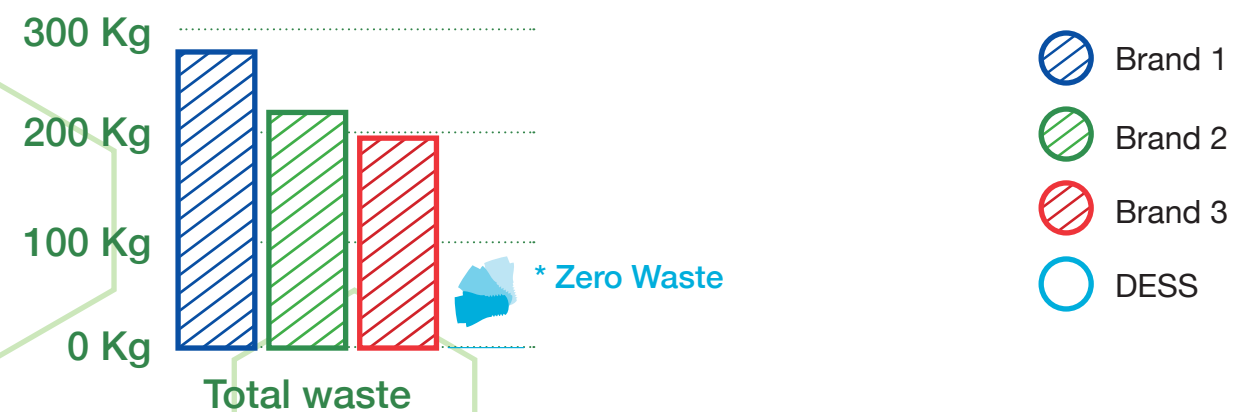 300 Kg
200 Kg
100 Kg
0 Kg
* Zero Waste
Total waste
Brand 1
Brand 2
Brand 3
DESS